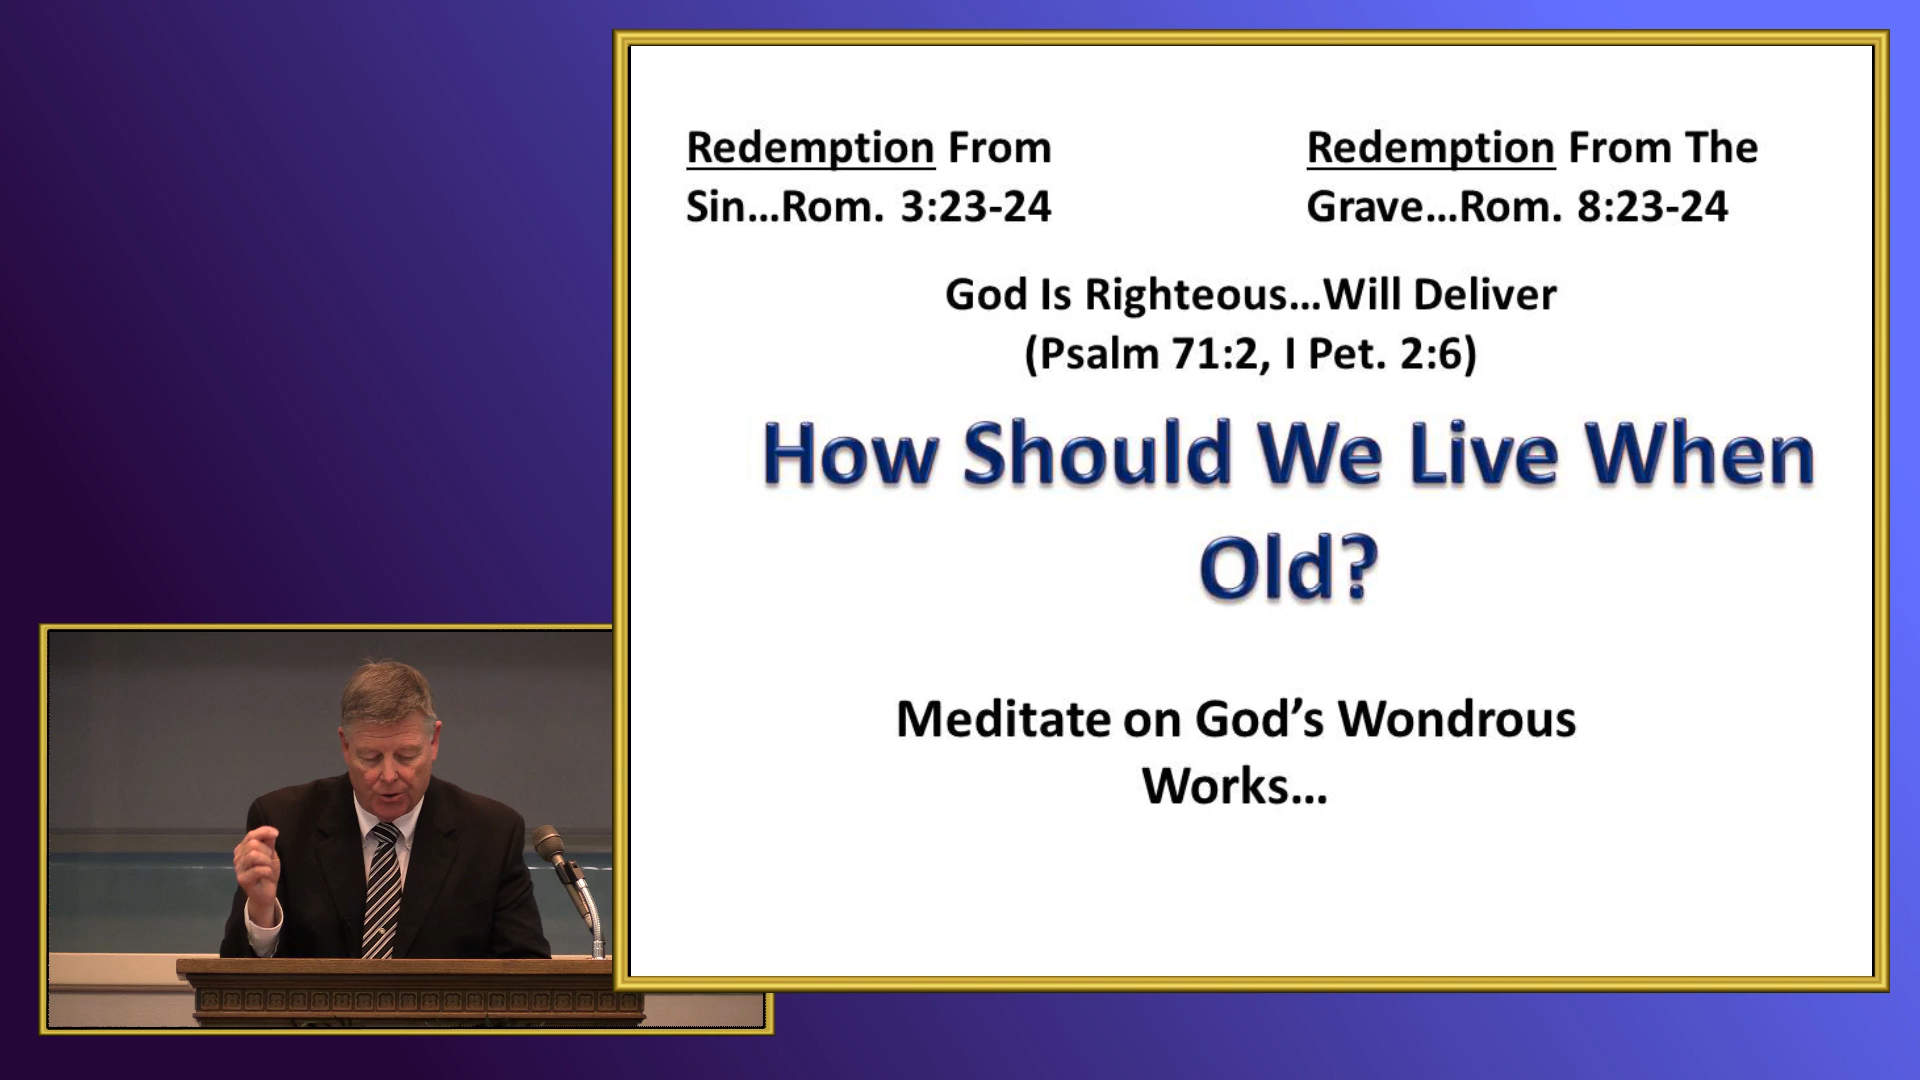 Redemption From
Sin...Rom. 3:23-24
Redemption From The
Grave...Rom. 8:23-24
God Is Righteous...Will Deliver
(Psalm 71:2, I Pet. 2:6)
How Should We Live When
Old?
Meditate on God’s Wondrous
Works...